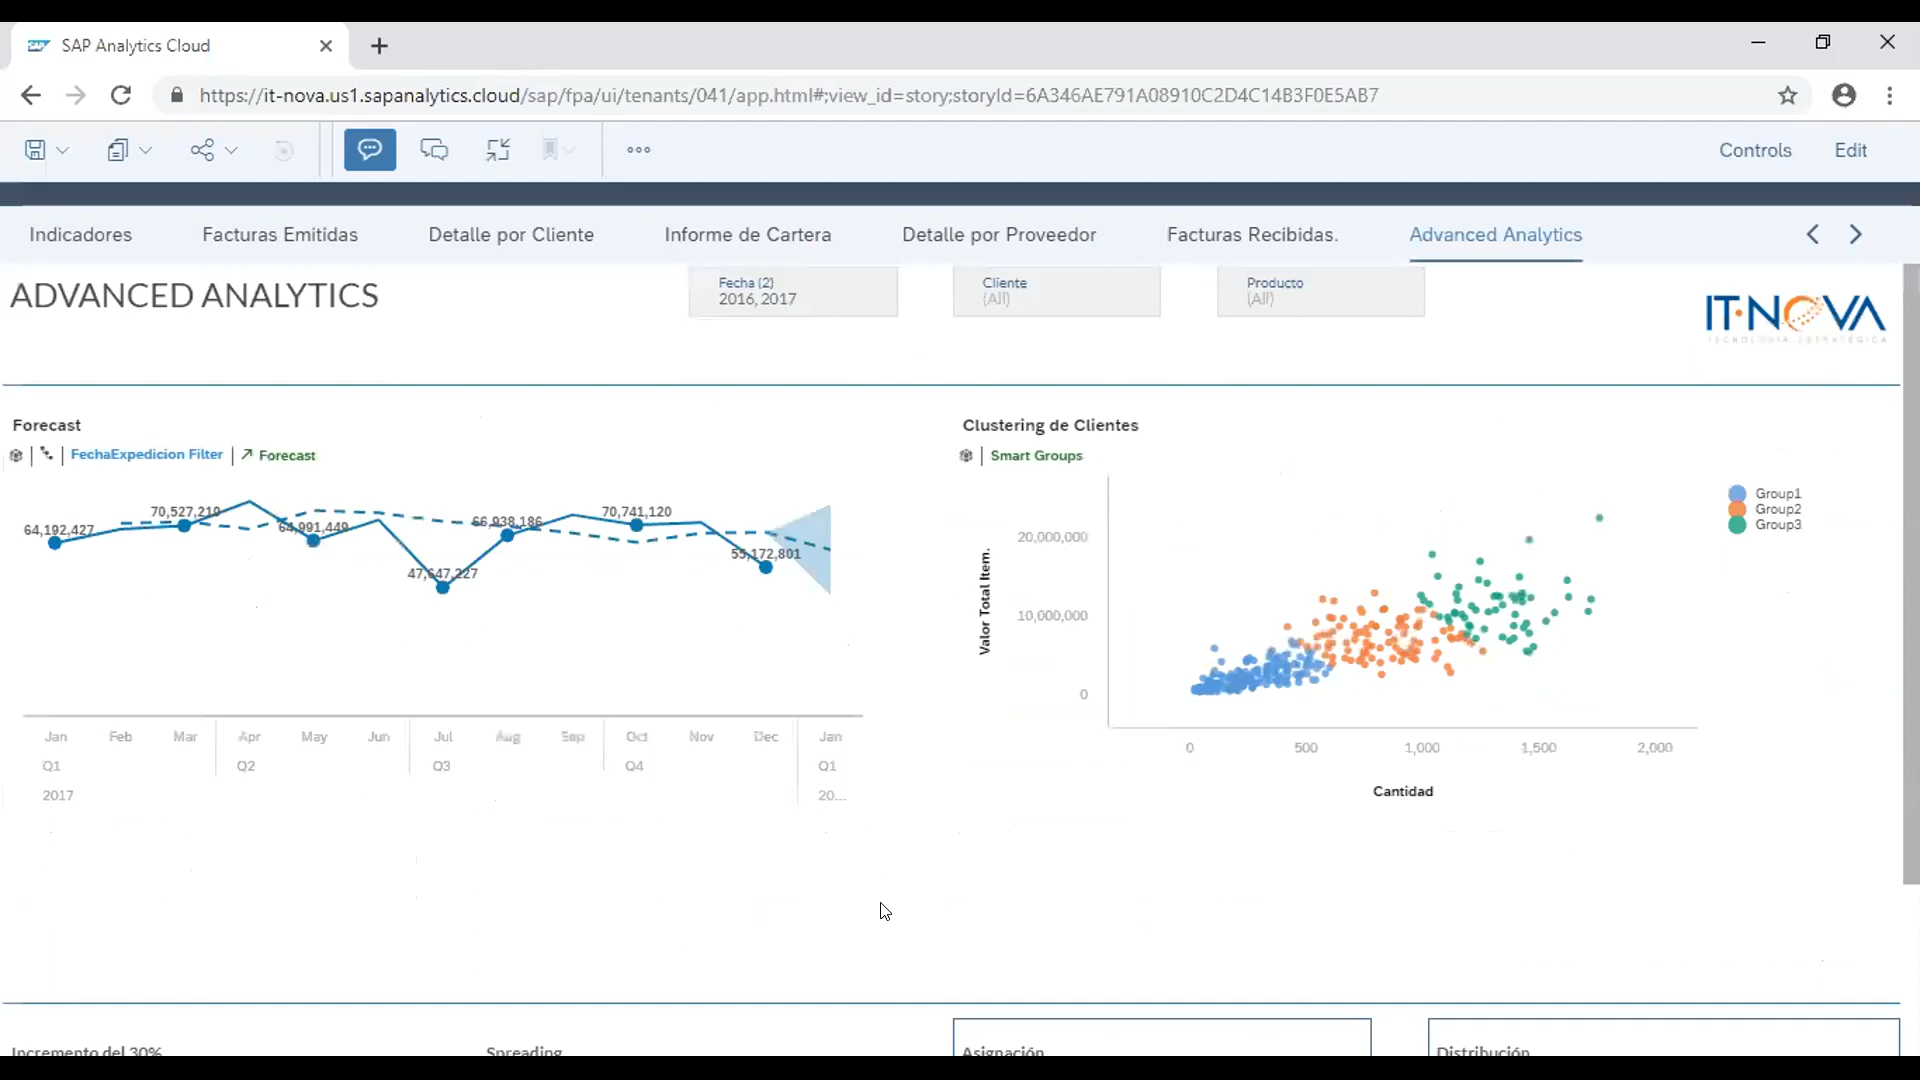 SAP Analytics Cloud
https://it-nova.us1.sapanalytics.cloud/sap/fpa/ui/tenants/041/app.html#;view_id=story;storyId=6A346AE791A08910C2D4C14B3F0E5AB7
Controls Edit
Indicadores Facturas Emitidas Detalle por Cliente Informe de Cartera Detalle por Proveedor Facturas Recibidas. Advanced Analytics
ADVANCED ANALYTICS
Fecha (2)
2016, 2017
Cliente
(All)
Producto
(All)
IT·NOVA
TECNOLOGÍA ESTRATÉGICA
Forecast
FechaExpedicion Filter Forecast
64,192,427
70,527,219
64,991,449
47,647,227
66,938,186
70,741,120
55,172,801
Jan Feb Mar Apr May Jun Jul Aug Sep Oct Nov Dec Jan
Q1 Q2 Q3 Q4 Q1
2017 20...
Clustering de Clientes
Smart Groups
Group1
Group2
Group3
Valor Total Item.
20,000,000
10,000,000
0
0 500 1,000 1,500 2,000
Cantidad
Incremento del 30% Spreading Asignación Distribución